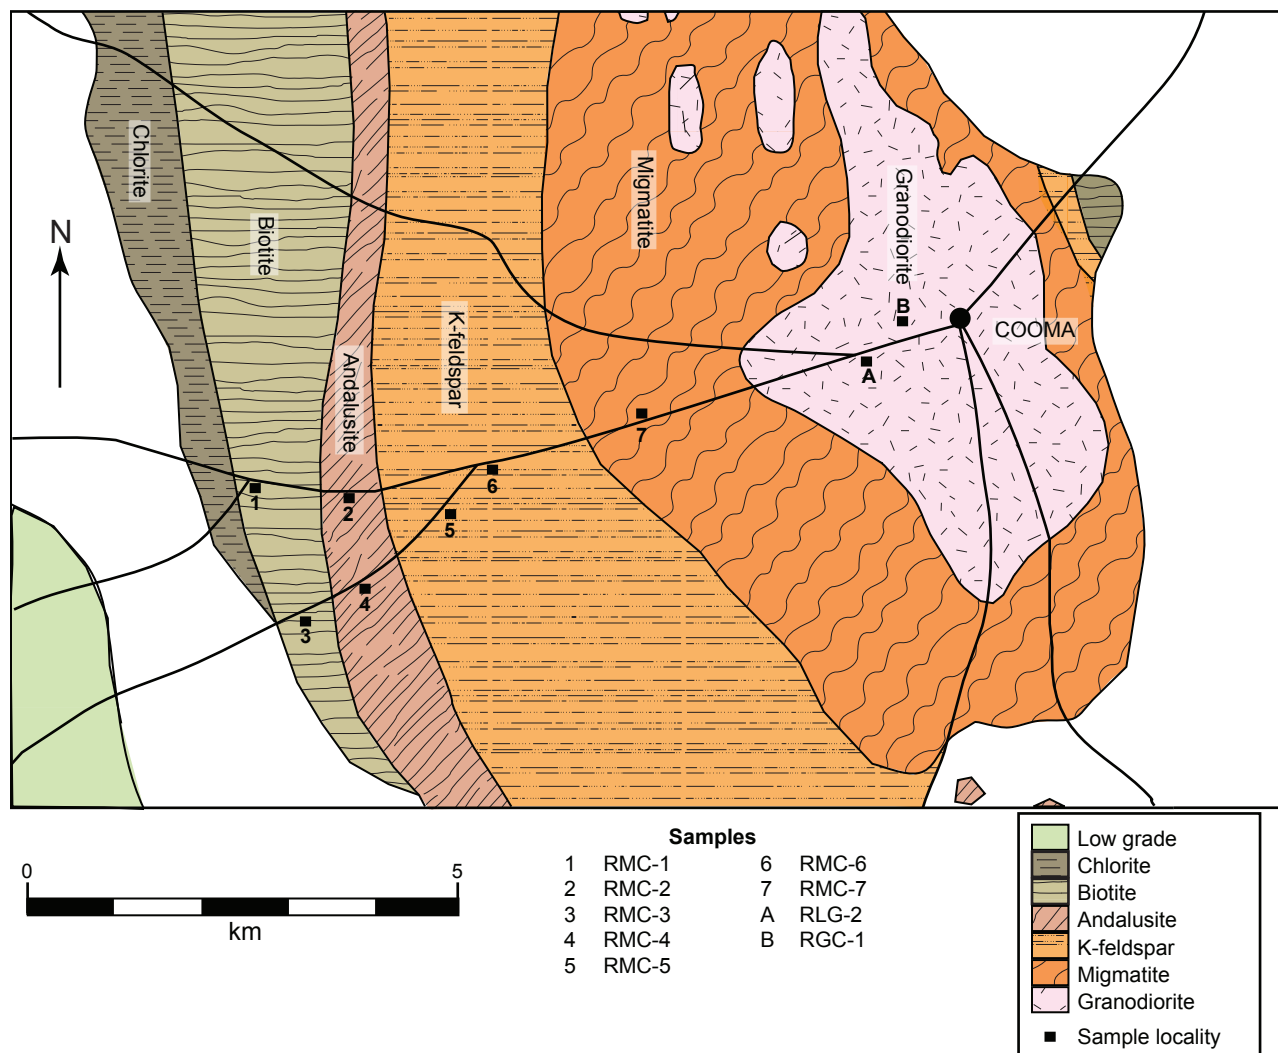 N
Chlorite
Biotite
Andalusite
K-feldspar
Migmatite
Granodiorite
B
COOMA
A
7
6
1
2
5
4
3
0 5
km
Samples
1 RMC-1 6 RMC-6
2 RMC-2 7 RMC-7
3 RMC-3 A RLG-2
4 RMC-4 B RGC-1
5 RMC-5
Low grade
Chlorite
Biotite
Andalusite
K-feldspar
Migmatite
Granodiorite
Sample locality